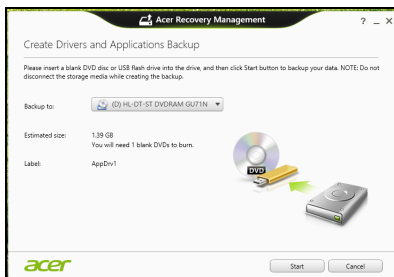 Acer Recovery Management
Create Drivers and Applications Backup
Please insert a blank DVD disc or USB flash drive into the drive, and then click Start button to backup your data. NOTE: Do not
disconnect the storage media while creating the backup.
Backup to: (D) HL-DT-ST DVDRAM GU71N
Estimated size: 1.39 GB
You will need 1 blank DVDs to burn.
Label: AppDrv1
DVD
acer Start Cancel